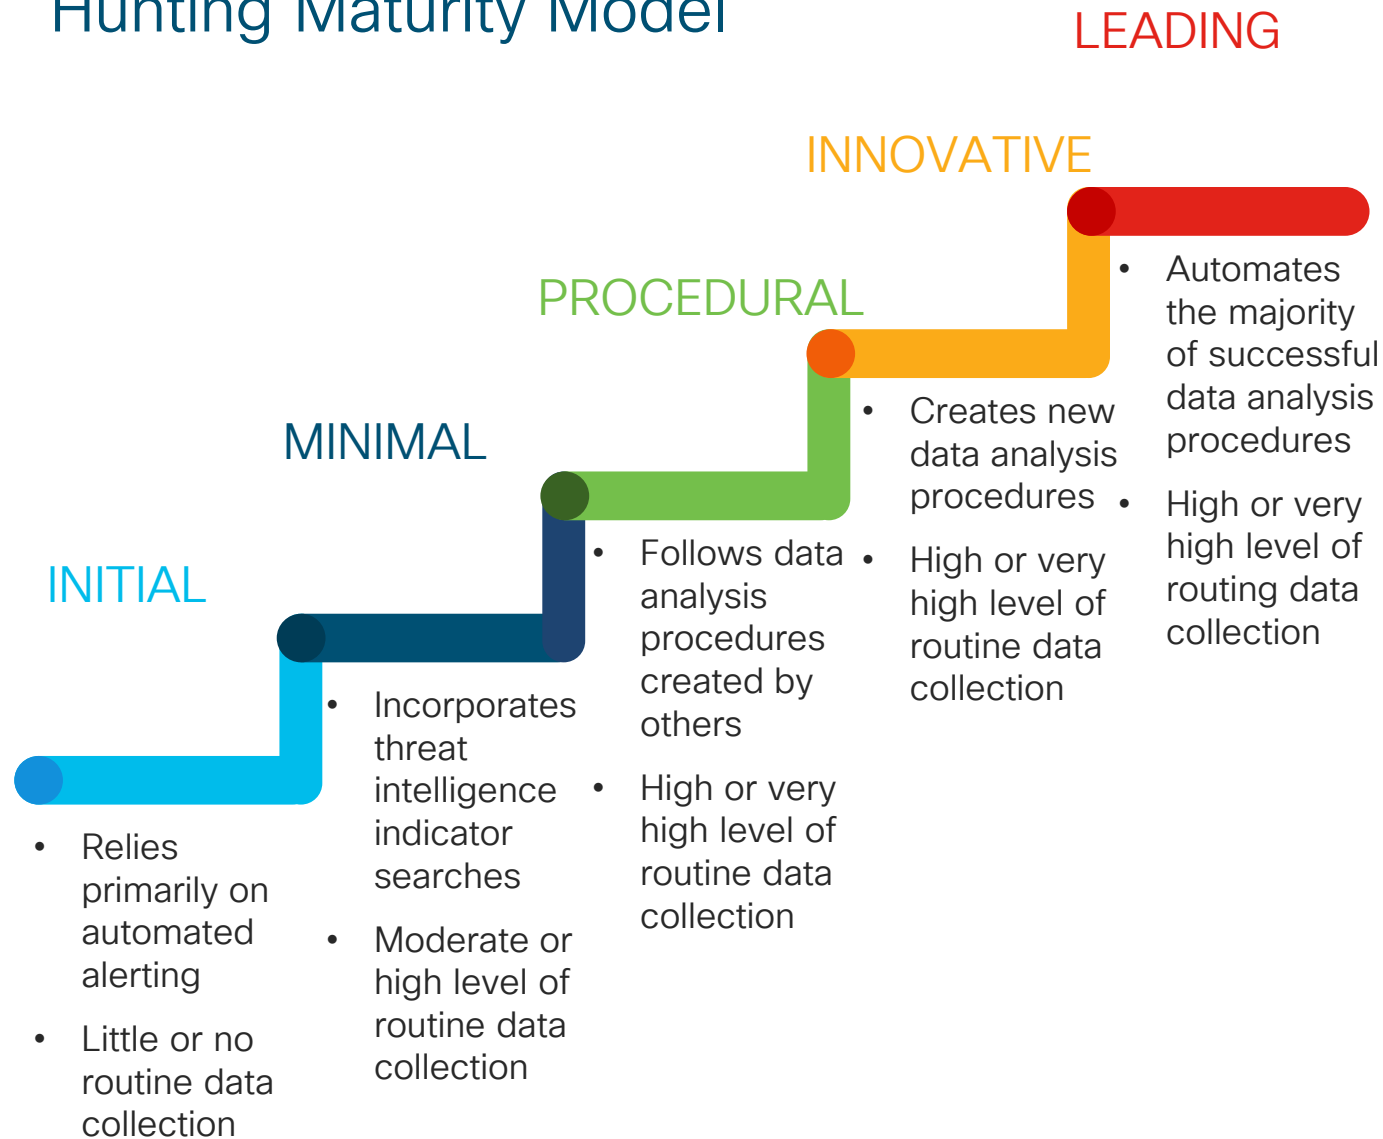 Hunting Maturity Model
LEADING
INNOVATIVE
PROCEDURAL
MINIMAL
INITIAL
• Relies
primarily on
automated
alerting
• Little or no
routine data
collection
• Incorporates
threat
intelligence
indicator
searches
• Moderate or
high level of
routine data
collection
• Follows data
analysis
procedures
created by
others
• High or very
high level of
routine data
collection
• Creates new
data analysis
procedures
• High or very
high level of
routine data
collection
• Automates
the majority
of successful
data analysis
procedures
• High or very
high level of
routing data
collection